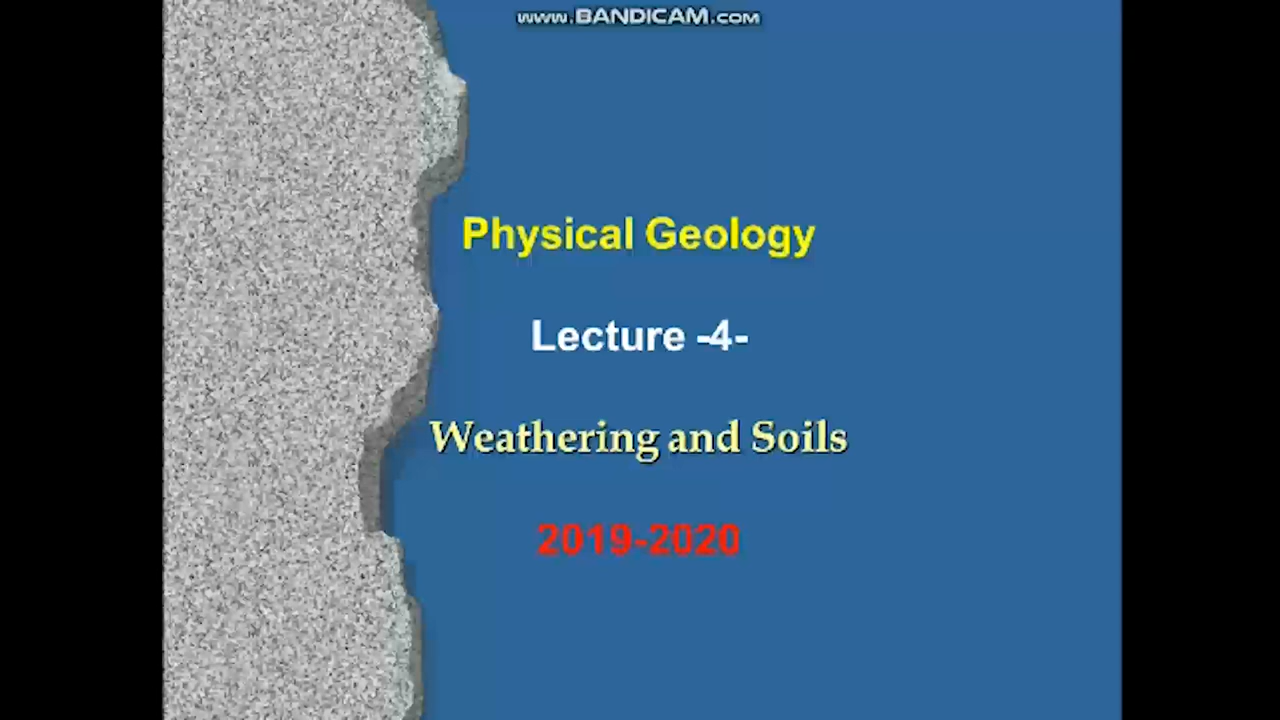 www.BANDICAM.com
Physical Geology
Lecture -4-
Weathering and Soils
2019-2020